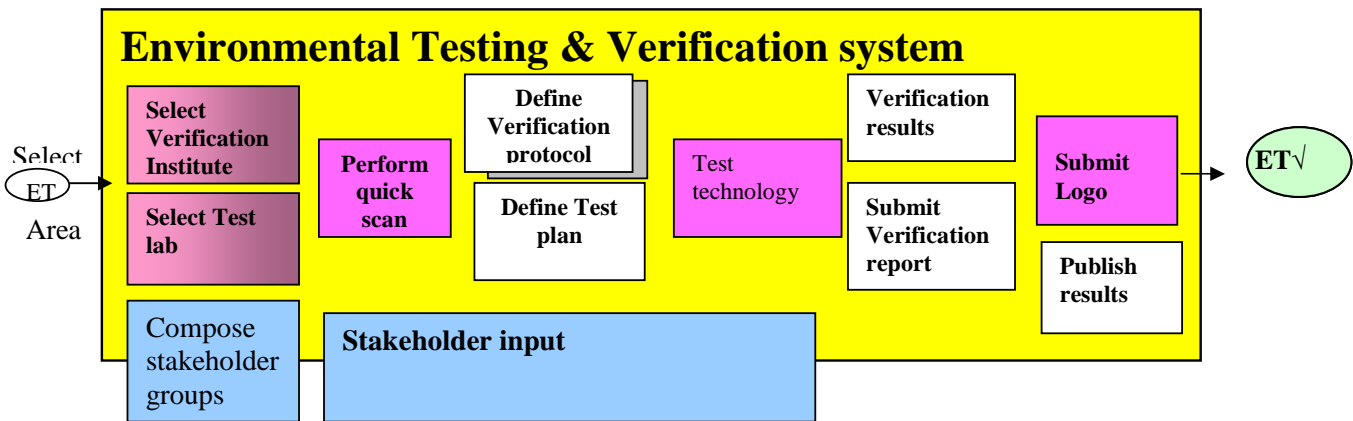 Environmental Testing & Verification system
Select
ET
Area
Select
Verification
Institute
Select Test
lab
Compose
stakeholder
groups
Perform
quick
scan
Define
Verification
protocol
Define Test
plan
Stakeholder input
Test
technology
Verification
results
Submit
Verification
report
Submit
Logo
Publish
results
ET√